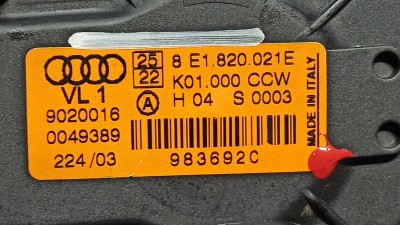 25 8 E1.820.021E
22 K01.000 CCW
VL 1 A H 04 S 0003
9020016
0049389
224/03 983692C
MADE IN ITALY